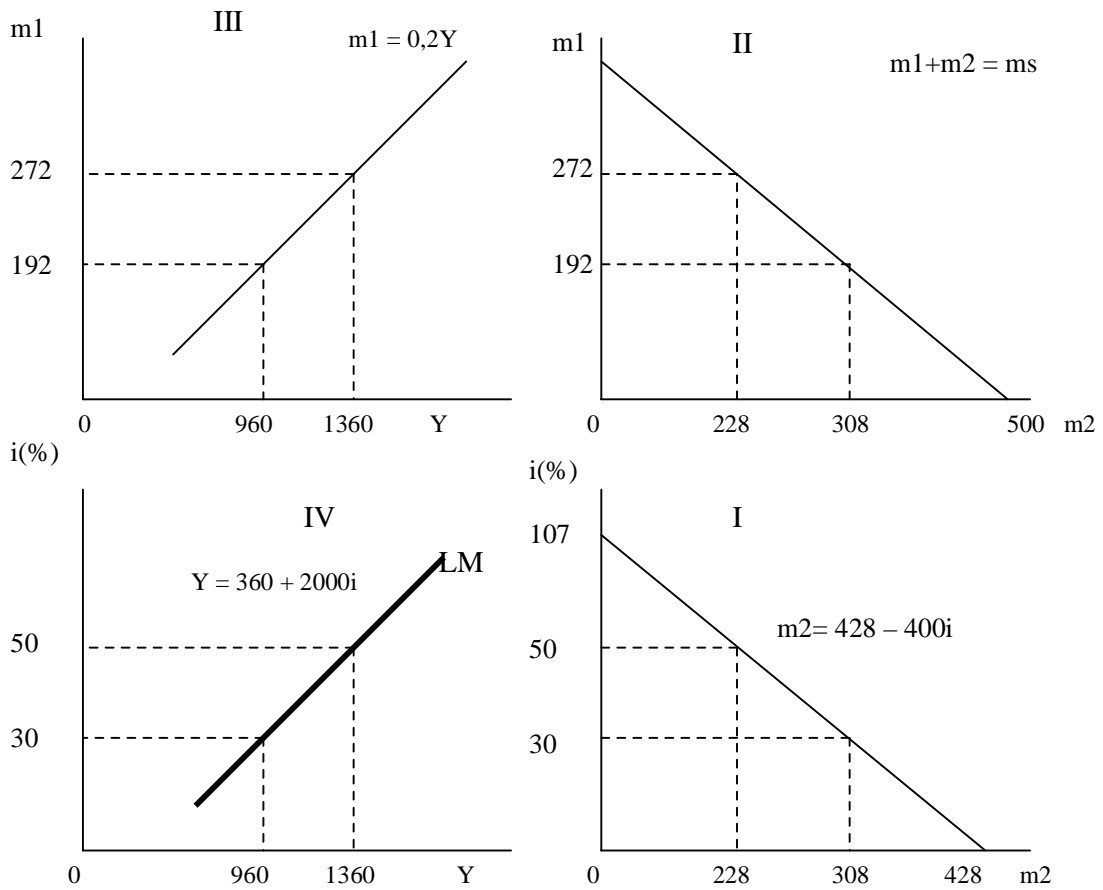 III
m1
m1 = 0,2Y
272
192
0
960
1360
Y
II
m1
m1+m2 = ms
272
192
0
228
308
500
m2
i(%)
IV
LM
Y = 360 + 2000i
50
30
0
960
1360
Y
i(%)
I
107
m2= 428 – 400i
50
30
0
228
308
428
m2